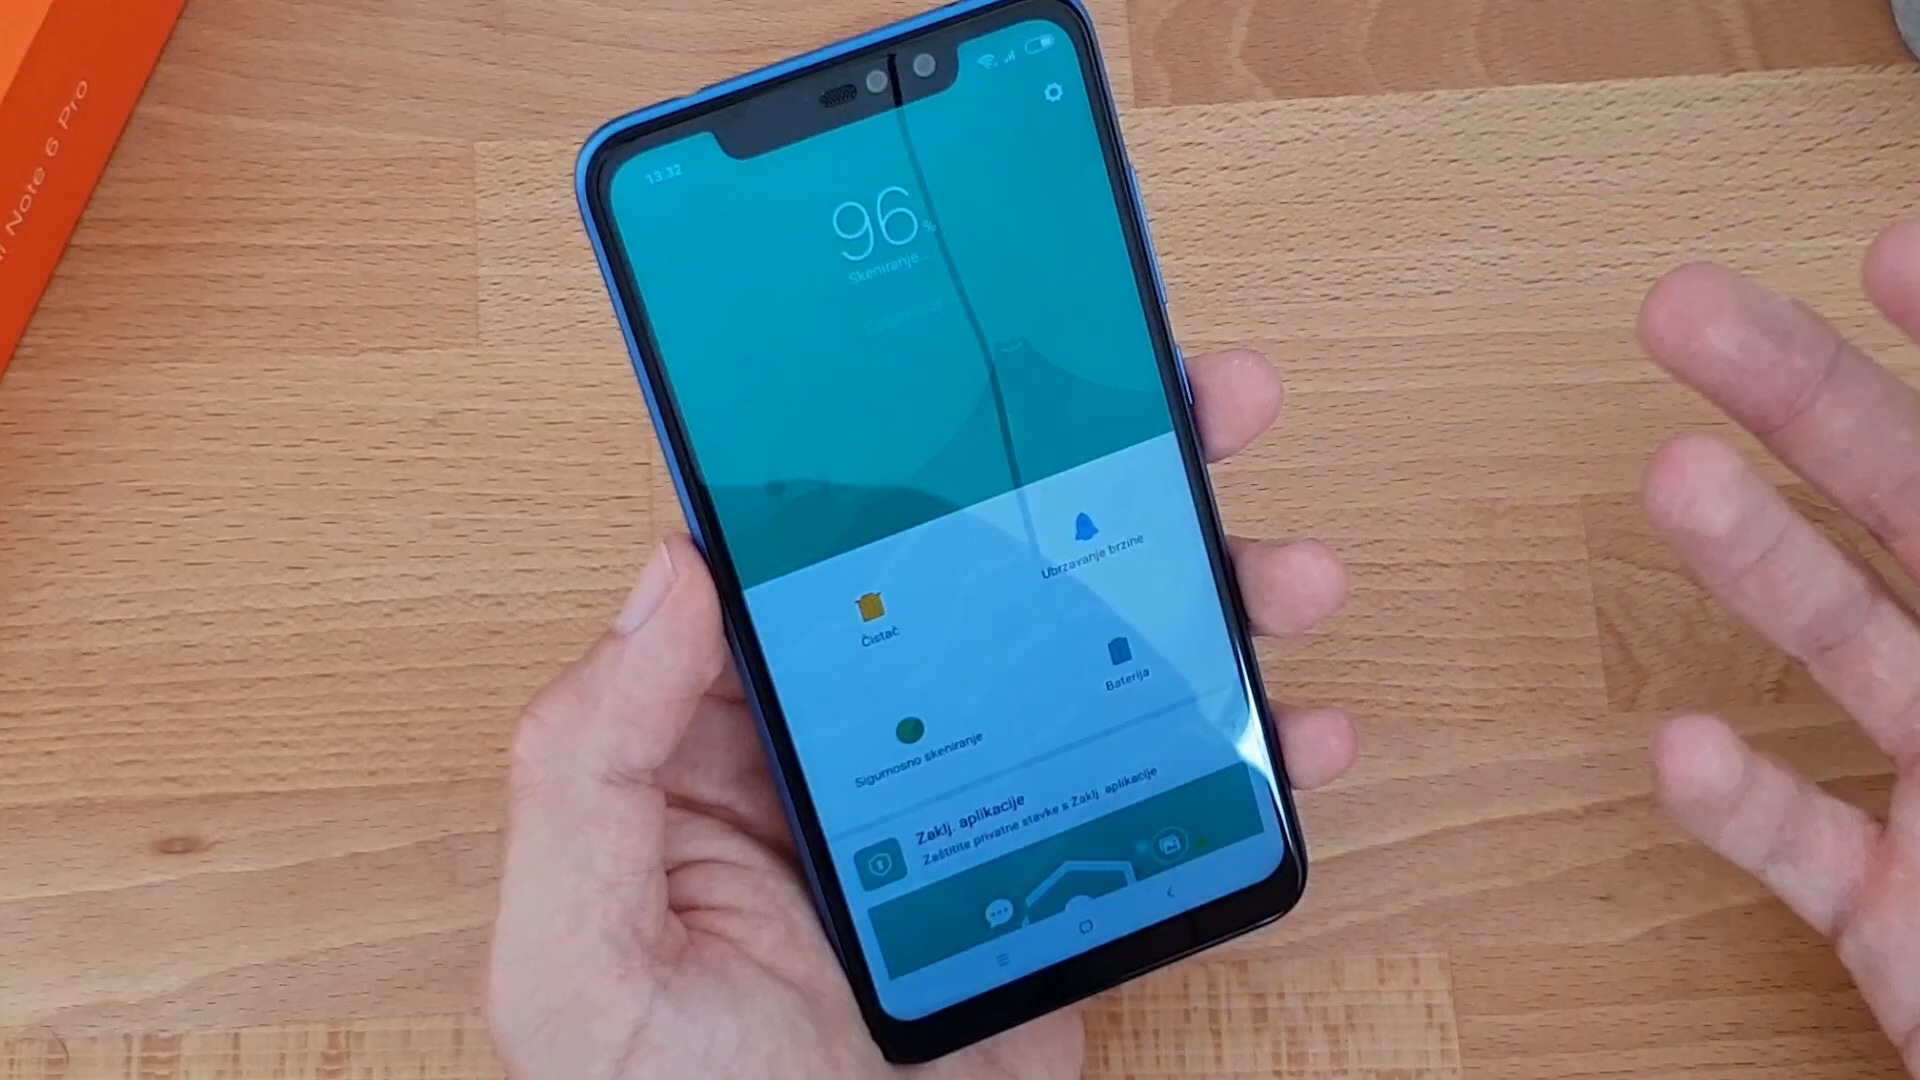 Note 6 Pro
13:32
96%
Skeniranje...
Ubrzavanje brzine
Čistač
Baterija
Sigurnosno skeniranje
Zaklj. aplikacije
Zaštitite privatne stavke s Zaklj. aplikacije